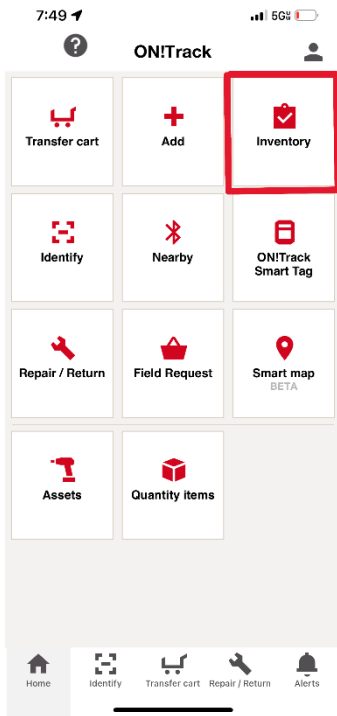 7:49
5G
ON!Track
Transfer cart
Add
Inventory
Identify
Nearby
ON!Track
Smart Tag
Repair / Return
Field Request
Smart map
BETA
Assets
Quantity items
Home
Identify
Transfer cart
Repair / Return
Alerts